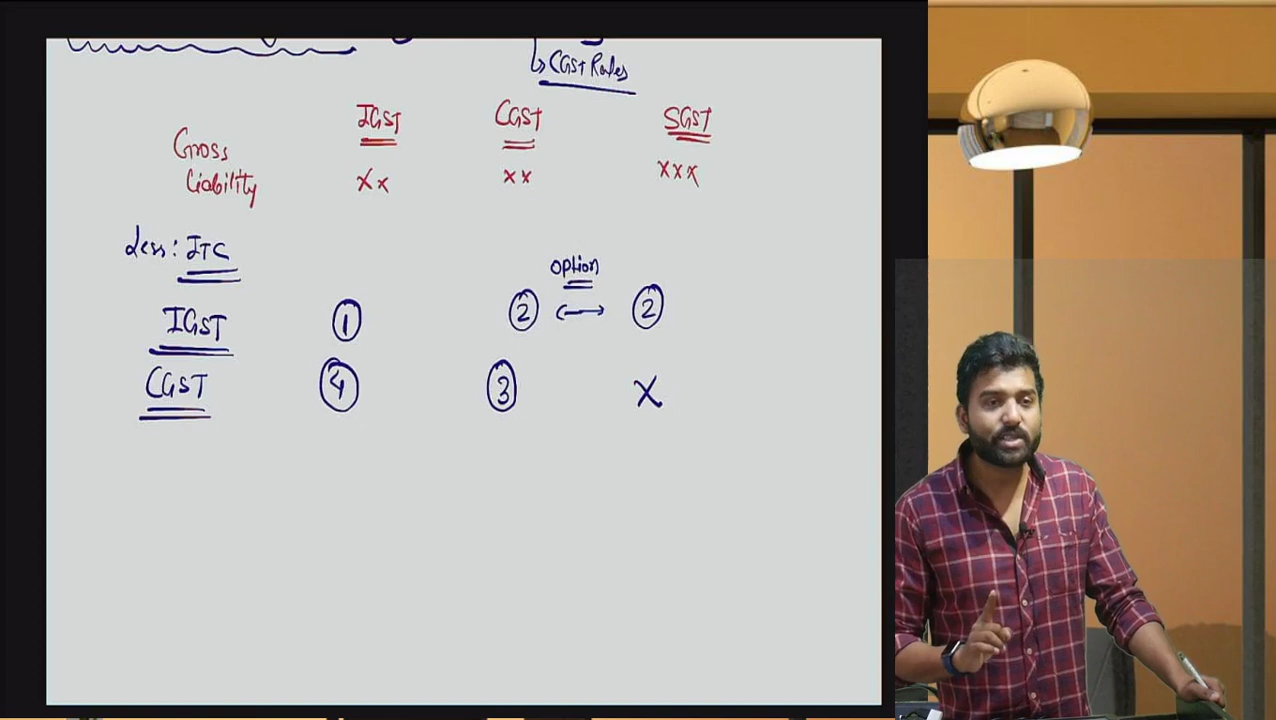 CGST Rules
IGST CGST SGST
Gross
Liability xx xx xxx
Less: ITC
option
IGST 1 2 2
CGST 4 3 X